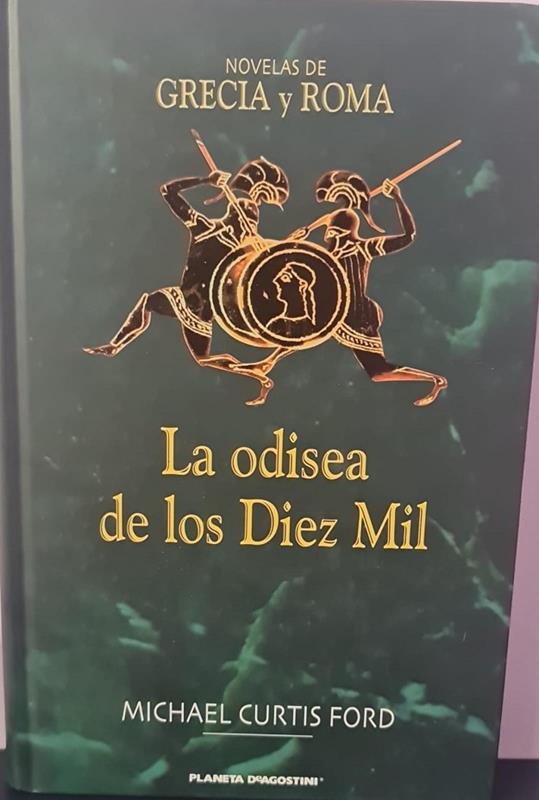 NOVELAS DE
GRECIA y ROMA
La odisea
de los Diez Mil
MICHAEL CURTIS FORD
PLANETA DEAGOSTINI